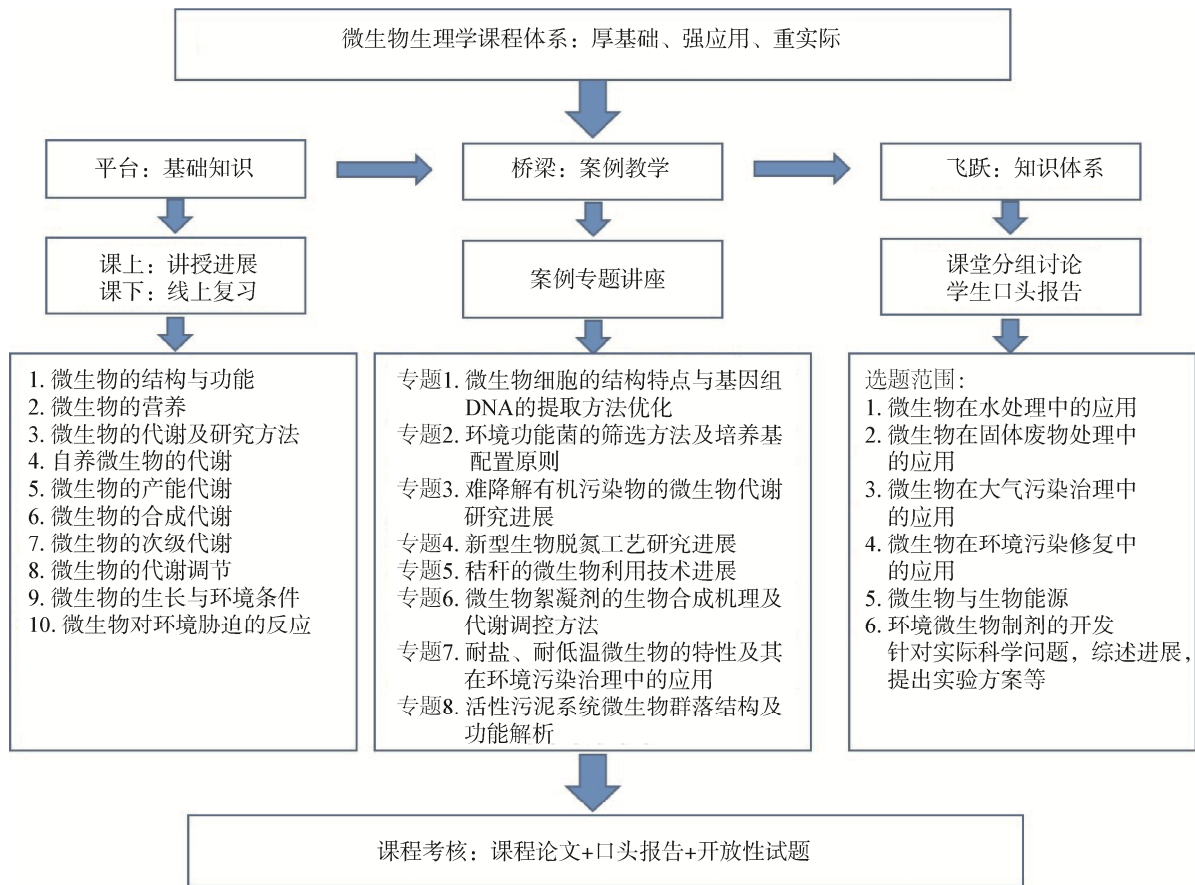 微生物生理学课程体系：厚基础、强应用、重实际
平台：基础知识
桥梁：案例教学
飞跃：知识体系
课上：讲授进展
课下：线上复习
案例专题讲座
课堂分组讨论
学生口头报告
1. 微生物的结构与功能
2. 微生物的营养
3. 微生物的代谢及研究方法
4. 自养微生物的代谢
5. 微生物的产能代谢
6. 微生物的合成代谢
7. 微生物的次级代谢
8. 微生物的代谢调节
9. 微生物的生长与环境条件
10. 微生物对环境胁迫的反应
专题1. 微生物细胞的结构特点与基因组
DNA的提取方法优化
专题2. 环境功能菌的筛选方法及培养基
配置原则
专题3. 难降解有机污染物的微生物代谢
研究进展
专题4. 新型生物脱氮工艺研究进展
专题5. 秸秆的微生物利用技术进展
专题6. 微生物絮凝剂的生物合成机理及
代谢调控方法
专题7. 耐盐、耐低温微生物的特性及其
在环境污染治理中的应用
专题8. 活性污泥系统微生物群落结构及
功能解析
选题范围：
1. 微生物在水处理中的应用
2. 微生物在固体废物处理中
的应用
3. 微生物在大气污染治理中
的应用
4. 微生物在环境污染修复中
的应用
5. 微生物与生物能源
6. 环境微生物制剂的开发
针对实际科学问题，综述进展，
提出实验方案等
课程考核：课程论文+口头报告+开放性试题